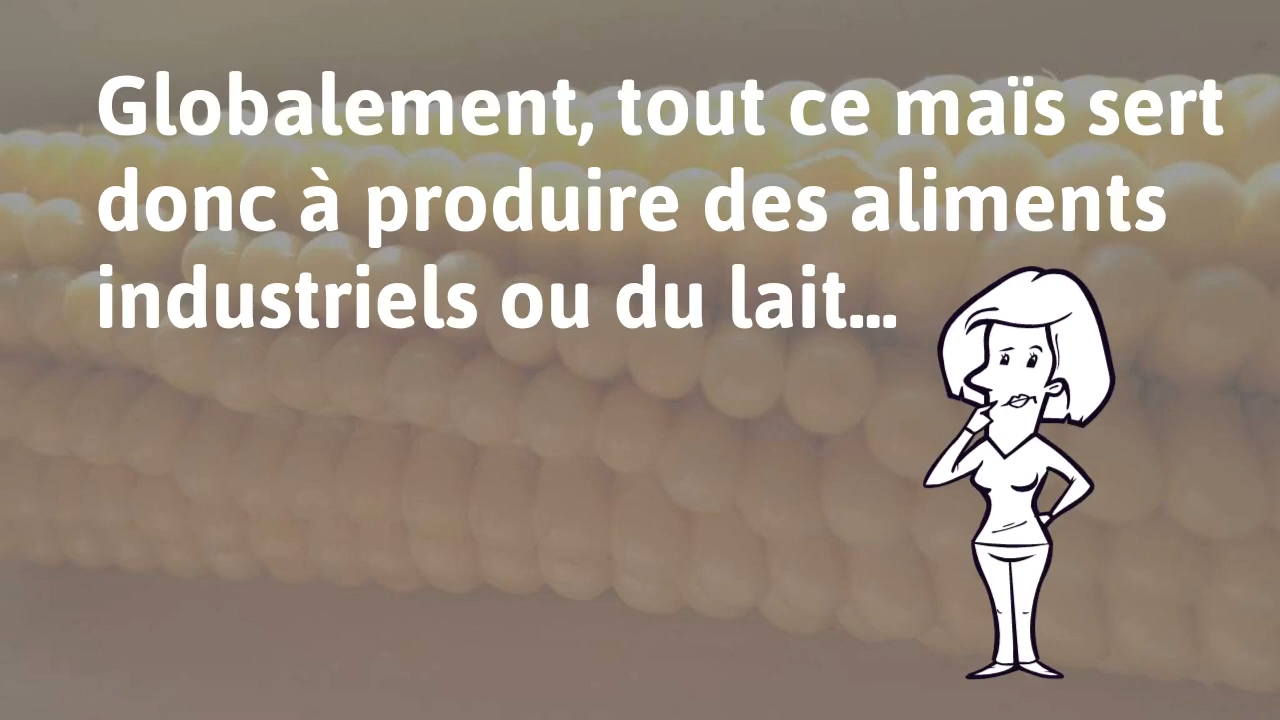 Globalement, tout ce maïs sert
donc à produire des aliments
industriels ou du lait...